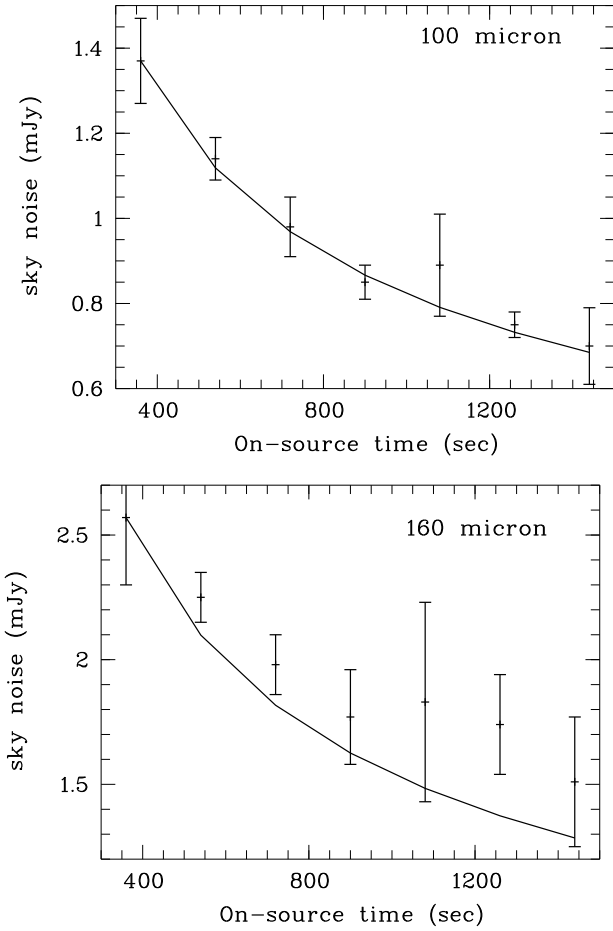 100 micron
1.4
1.2
1
0.8
0.6
sky noise (mJy)
400 800 1200
On-source time (sec)
160 micron
2.5
2
1.5
sky noise (mJy)
400 800 1200
On-source time (sec)